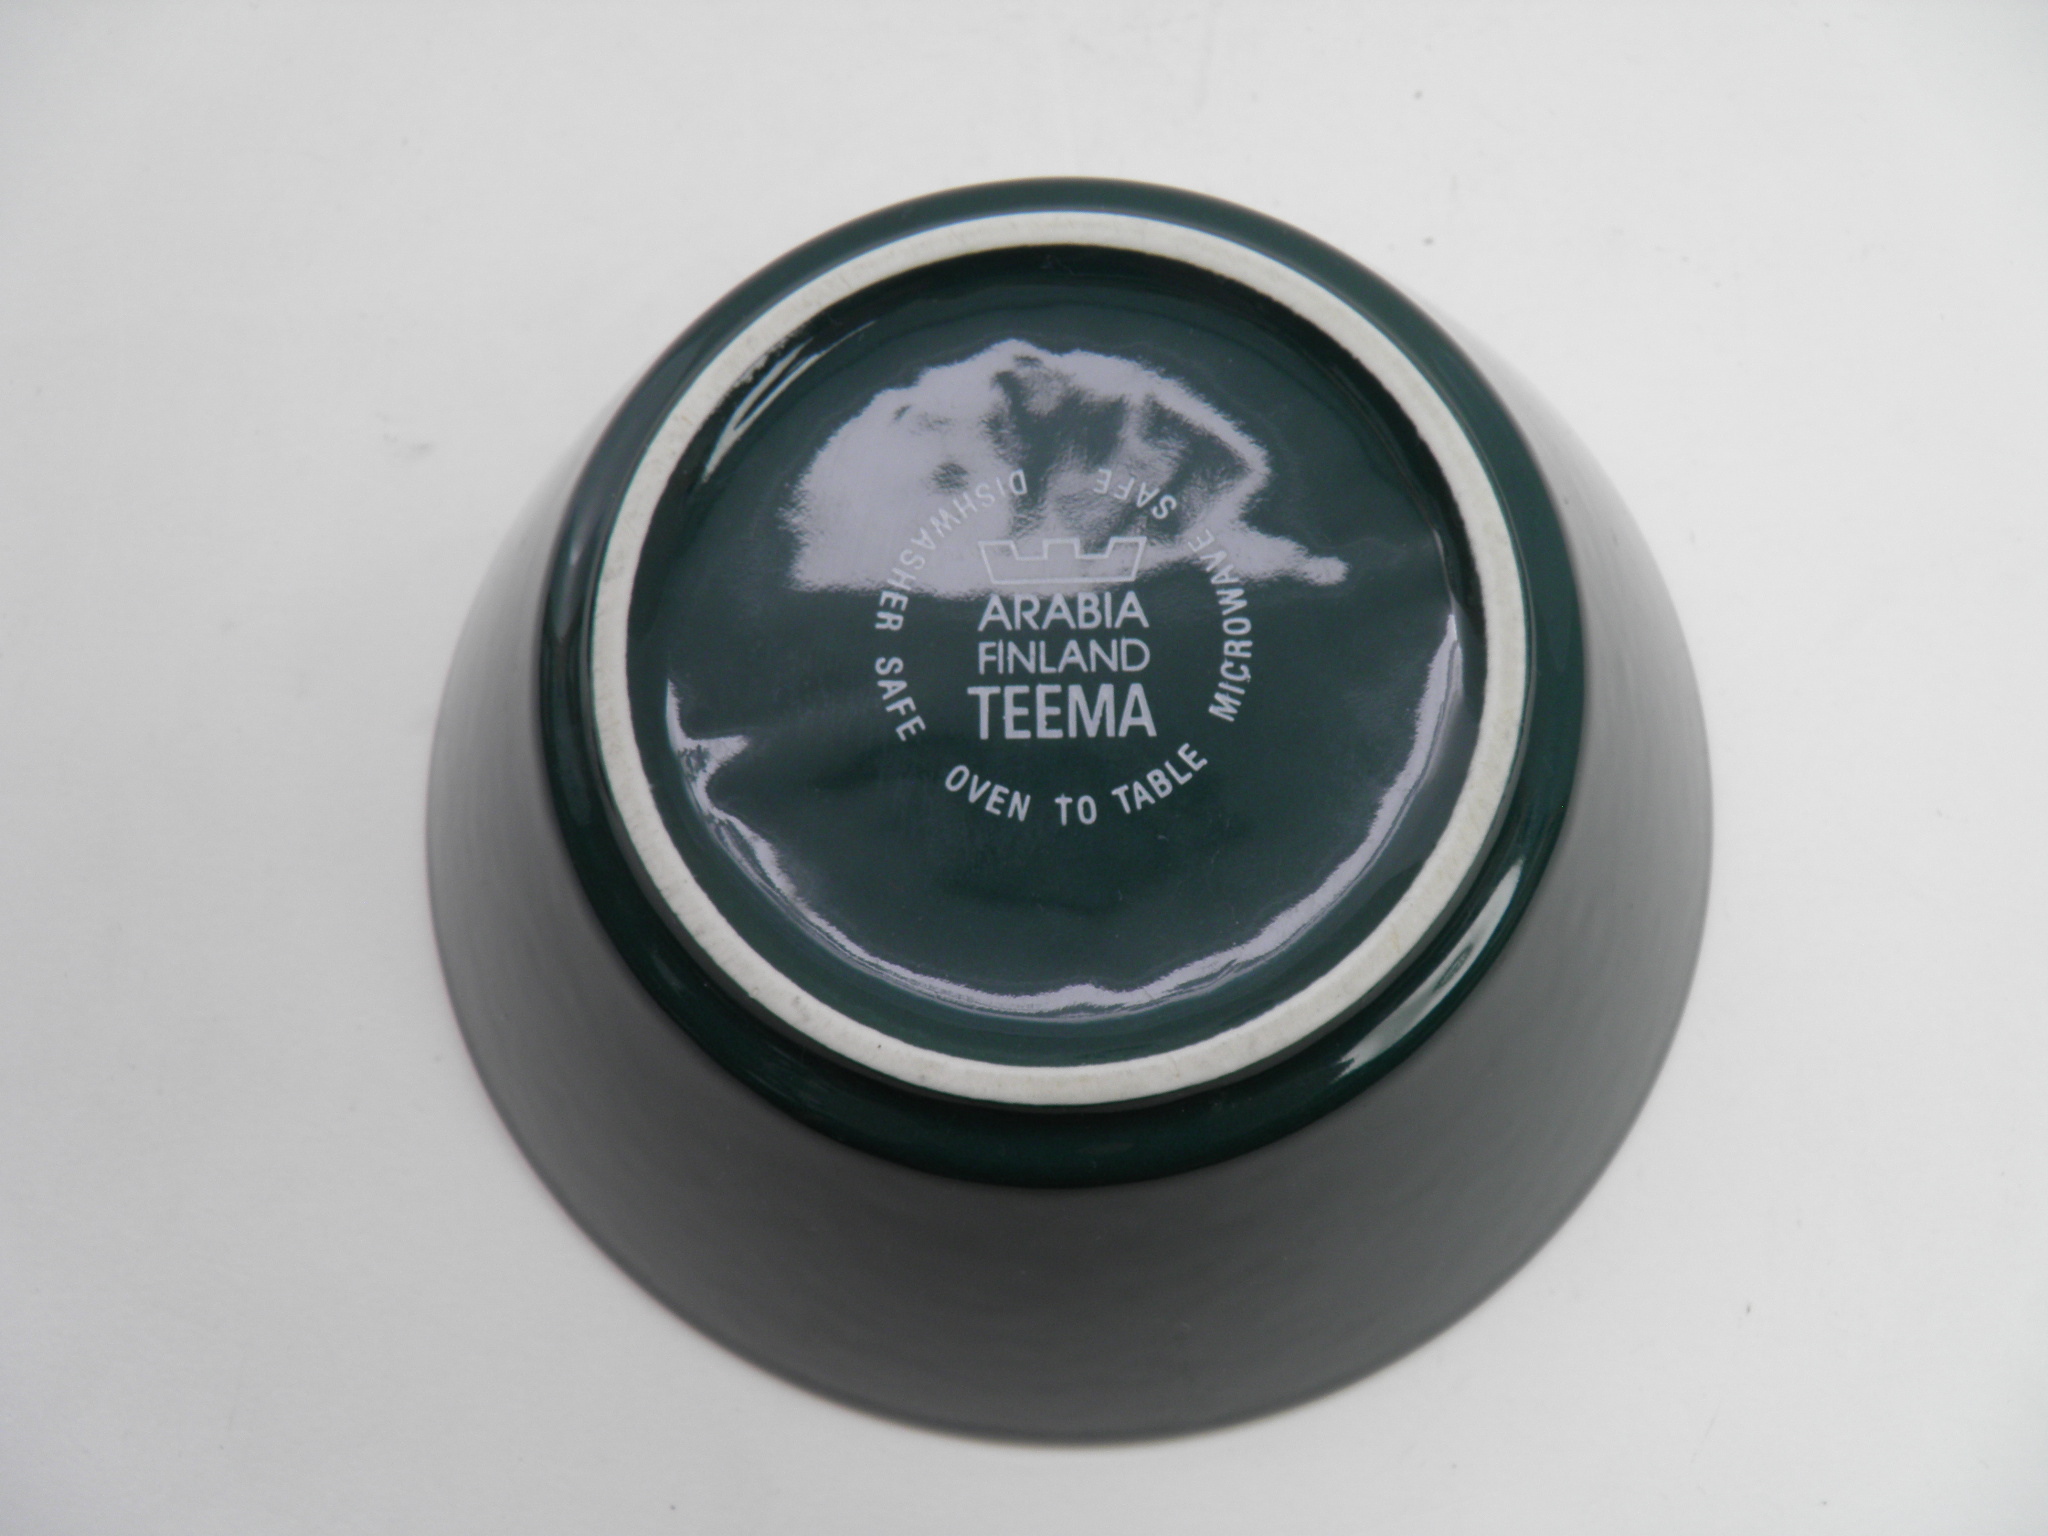 ARABIA
FINLAND
TEEMA
DISHWASHER SAFE
OVEN TO TABLE
MICROWAVE SAFE